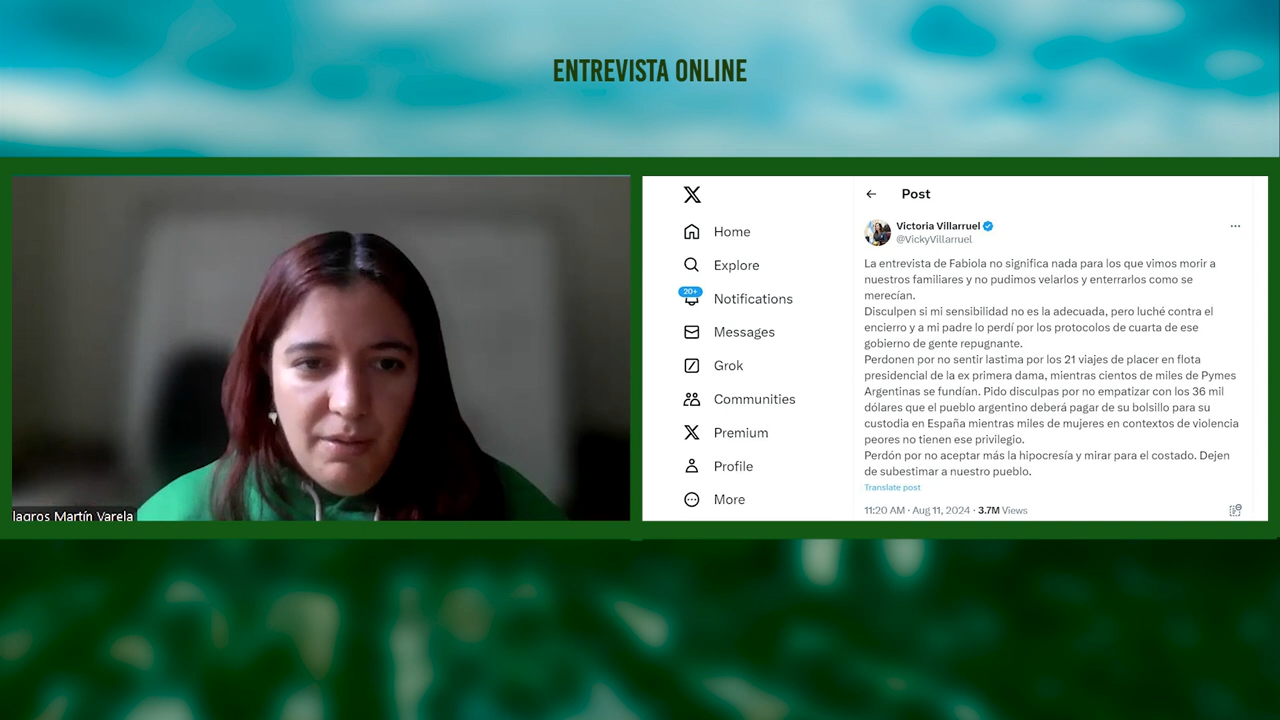 ENTREVISTA ONLINE
lagros Martín Varela
Home
Explore
20+
Notifications
Messages
Grok
Communities
Premium
Profile
More
Post
Victoria Villarruel
@VickyVillarruel
La entrevista de Fabiola no significa nada para los que vimos morir a
nuestros familiares y no pudimos velarlos y enterrarlos como se
merecían.
Disculpen si mi sensibilidad no es la adecuada, pero luché contra el
encierro y a mi padre lo perdí por los protocolos de cuarta de ese
gobierno de gente repugnante.
Perdonen por no sentir lastima por los 21 viajes de placer en flota
presidencial de la ex primera dama, mientras cientos de miles de Pymes
Argentinas se fundían. Pido disculpas por no empatizar con los 36 mil
dólares que el pueblo argentino deberá pagar de su bolsillo para su
custodia en España mientras miles de mujeres en contextos de violencia
peores no tienen ese privilegio.
Perdón por no aceptar más la hipocresía y mirar para el costado. Dejen
de subestimar a nuestro pueblo.
Translate post
11:20 AM · Aug 11, 2024 · 3.7M Views